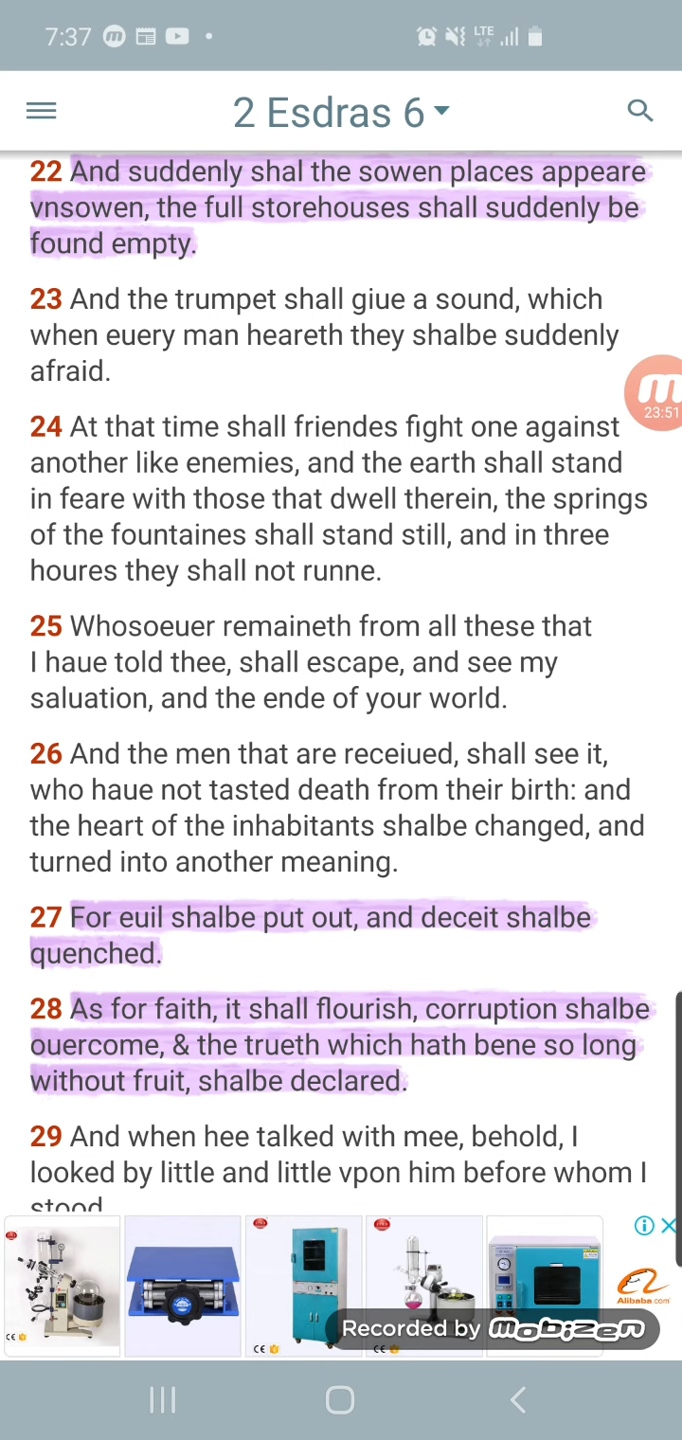 7:37
LTE
2 Esdras 6
22 And suddenly shal the sowen places appeare
vnsowen, the full storehouses shall suddenly be
found empty.
23 And the trumpet shall giue a sound, which
when euery man heareth they shalbe suddenly
afraid.
23:51
24 At that time shall friendes fight one against
another like enemies, and the earth shall stand
in feare with those that dwell therein, the springs
of the fountaines shall stand still, and in three
houres they shall not runne.
25 Whosoeuer remaineth from all these that
I haue told thee, shall escape, and see my
saluation, and the ende of your world.
26 And the men that are receiued, shall see it,
who haue not tasted death from their birth: and
the heart of the inhabitants shalbe changed, and
turned into another meaning.
27 For euil shalbe put out, and deceit shalbe
quenched.
28 As for faith, it shall flourish, corruption shalbe
ouercome, & the trueth which hath bene so long
without fruit, shalbe declared.
29 And when hee talked with mee, behold, I
looked by little and little vpon him before whom I
stood
Alibaba.com
Recorded by mobizen
CE
CE
CE